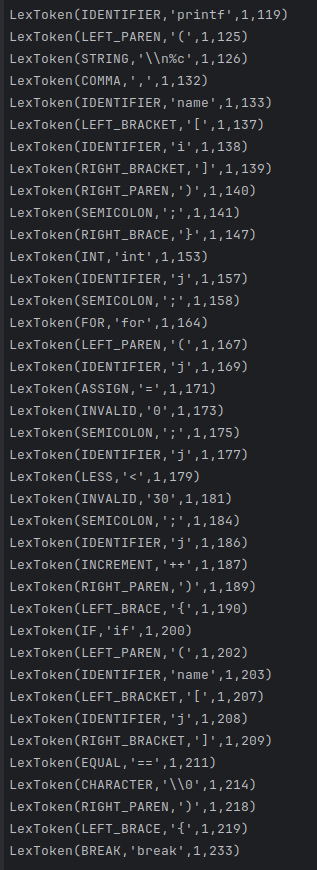 LexToken(IDENTIFIER,'printf',1,119)
LexToken(LEFT_PAREN,'(',1,125)
LexToken(STRING,'\\n%c',1,126)
LexToken(COMMA,',',1,132)
LexToken(IDENTIFIER,'name',1,133)
LexToken(LEFT_BRACKET,'[',1,137)
LexToken(IDENTIFIER,'i',1,138)
LexToken(RIGHT_BRACKET,']',1,139)
LexToken(RIGHT_PAREN,')',1,140)
LexToken(SEMICOLON,';',1,141)
LexToken(RIGHT_BRACE,'}',1,147)
LexToken(INT,'int',1,153)
LexToken(IDENTIFIER,'j',1,157)
LexToken(SEMICOLON,';',1,158)
LexToken(FOR,'for',1,164)
LexToken(LEFT_PAREN,'(',1,167)
LexToken(IDENTIFIER,'j',1,169)
LexToken(ASSIGN,'=',1,171)
LexToken(INVALID,'0',1,173)
LexToken(SEMICOLON,';',1,175)
LexToken(IDENTIFIER,'j',1,177)
LexToken(LESS,'<',1,179)
LexToken(INVALID,'30',1,181)
LexToken(SEMICOLON,';',1,184)
LexToken(IDENTIFIER,'j',1,186)
LexToken(INCREMENT,'++',1,187)
LexToken(RIGHT_PAREN,')',1,189)
LexToken(LEFT_BRACE,'{',1,190)
LexToken(IF,'if',1,200)
LexToken(LEFT_PAREN,'(',1,202)
LexToken(IDENTIFIER,'name',1,203)
LexToken(LEFT_BRACKET,'[',1,207)
LexToken(IDENTIFIER,'j',1,208)
LexToken(RIGHT_BRACKET,']',1,209)
LexToken(EQUAL,'==',1,211)
LexToken(CHARACTER,'\\0',1,214)
LexToken(RIGHT_PAREN,')',1,218)
LexToken(LEFT_BRACE,'{',1,219)
LexToken(BREAK,'break',1,233)